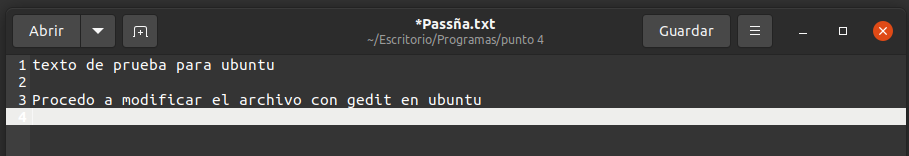 Abrir
*Passña.txt
~/Escritorio/Programas/punto 4
Guardar
1 texto de prueba para ubuntu
2
3 Procedo a modificar el archivo con gedit en ubuntu
4